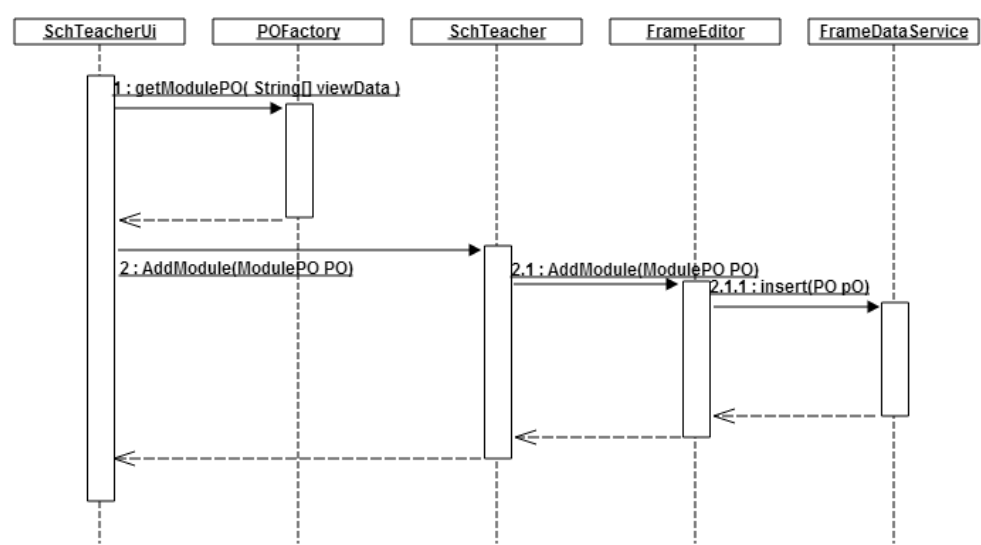 SchTeacherUi
POFactory
SchTeacher
FrameEditor
FrameDataService
1 : getModulePO( String[] viewData )
2 : AddModule(ModulePO PO)
2.1 : AddModule(ModulePO PO)
2.1.1 : insert(PO pO)